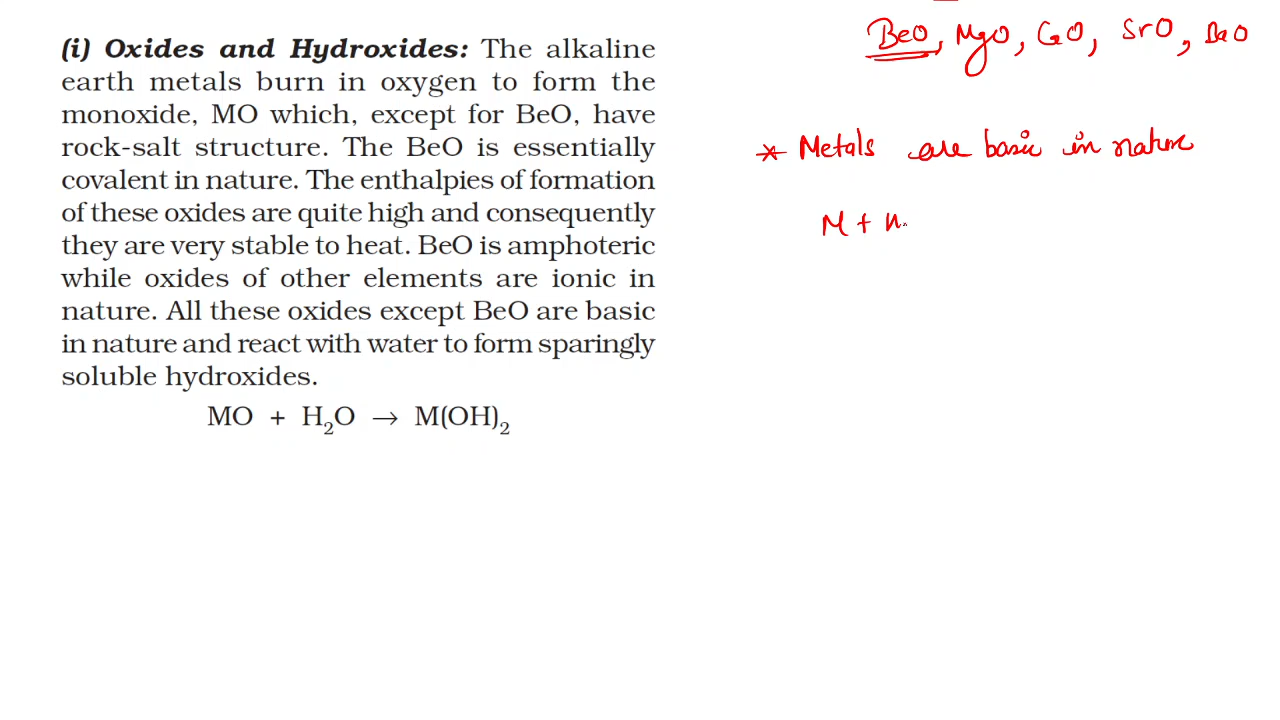 (i) Oxides and Hydroxides: The alkaline
earth metals burn in oxygen to form the
monoxide, MO which, except for BeO, have
rock-salt structure. The BeO is essentially
covalent in nature. The enthalpies of formation
of these oxides are quite high and consequently
they are very stable to heat. BeO is amphoteric
while oxides of other elements are ionic in
nature. All these oxides except BeO are basic
in nature and react with water to form sparingly
soluble hydroxides.
MO + H₂O → M(OH)₂
BeO, MgO, CaO, SrO, BaO
* Metals are basic in nature
M + H